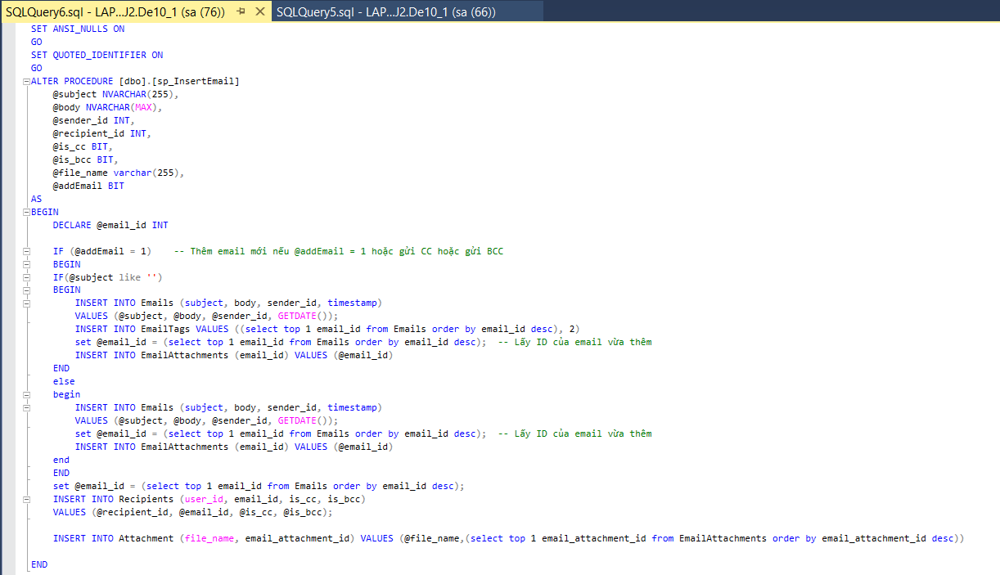 SQLQuery6.sql - LAP...J2.De10_1 (sa (76)) SQLQuery5.sql - LAP...J2.De10_1 (sa (66))
SET ANSI_NULLS ON
GO
SET QUOTED_IDENTIFIER ON
GO
ALTER PROCEDURE [dbo].[sp_InsertEmail]
@subject NVARCHAR(255),
@body NVARCHAR(MAX),
@sender_id INT,
@recipient_id INT,
@is_cc BIT,
@is_bcc BIT,
@file_name varchar(255),
@addEmail BIT
AS
BEGIN
DECLARE @email_id INT
IF (@addEmail = 1) -- Thêm email mới nếu @addEmail = 1 hoặc gửi CC hoặc gửi BCC
BEGIN
IF(@subject like '')
BEGIN
INSERT INTO Emails (subject, body, sender_id, timestamp)
VALUES (@subject, @body, @sender_id, GETDATE());
INSERT INTO EmailTags VALUES ((select top 1 email_id from Emails order by email_id desc), 2)
set @email_id = (select top 1 email_id from Emails order by email_id desc); -- Lấy ID của email vừa thêm
INSERT INTO EmailAttachments (email_id) VALUES (@email_id)
END
else
begin
INSERT INTO Emails (subject, body, sender_id, timestamp)
VALUES (@subject, @body, @sender_id, GETDATE());
set @email_id = (select top 1 email_id from Emails order by email_id desc); -- Lấy ID của email vừa thêm
INSERT INTO EmailAttachments (email_id) VALUES (@email_id)
end
END
set @email_id = (select top 1 email_id from Emails order by email_id desc);
INSERT INTO Recipients (user_id, email_id, is_cc, is_bcc)
VALUES (@recipient_id, @email_id, @is_cc, @is_bcc);
INSERT INTO Attachment (file_name, email_attachment_id) VALUES (@file_name,(select top 1 email_attachment_id from EmailAttachments order by email_attachment_id desc))
END